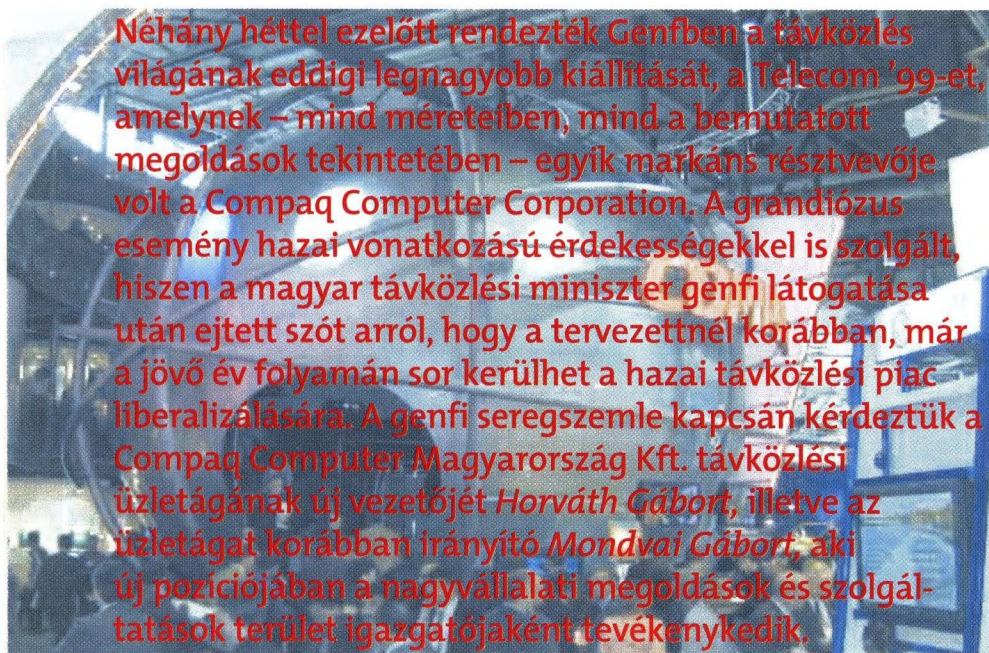 Néhány héttel ezelőtt rendezték Genfben a távközlés
világának eddigi legnagyobb kiállítását, a Telecom ’99-et,
amelynek – mind méreteiben, mind a bemutatott
megoldások tekintetében – egyik markáns résztvevője
volt a Compaq Computer Corporation. A grandiózus
esemény hazai vonatkozású érdekességekkel is szolgált,
hiszen a magyar távközlési miniszter genfi látogatása
után ejtett szót arról, hogy a tervezettnél korábban, már
a jövő év folyamán sor kerülhet a hazai távközlési piac
liberalizálására. A genfi seregszemle kapcsán kérdeztük a
Compaq Computer Magyarország Kft. távközlési
üzletágának új vezetőjét Horváth Gábort, illetve az
üzletágat korábban irányító Mondvai Gábort, aki
új pozíciójában a nagyvállalati megoldások és szolgál-
tatások terület igazgatójaként tevékenykedik.